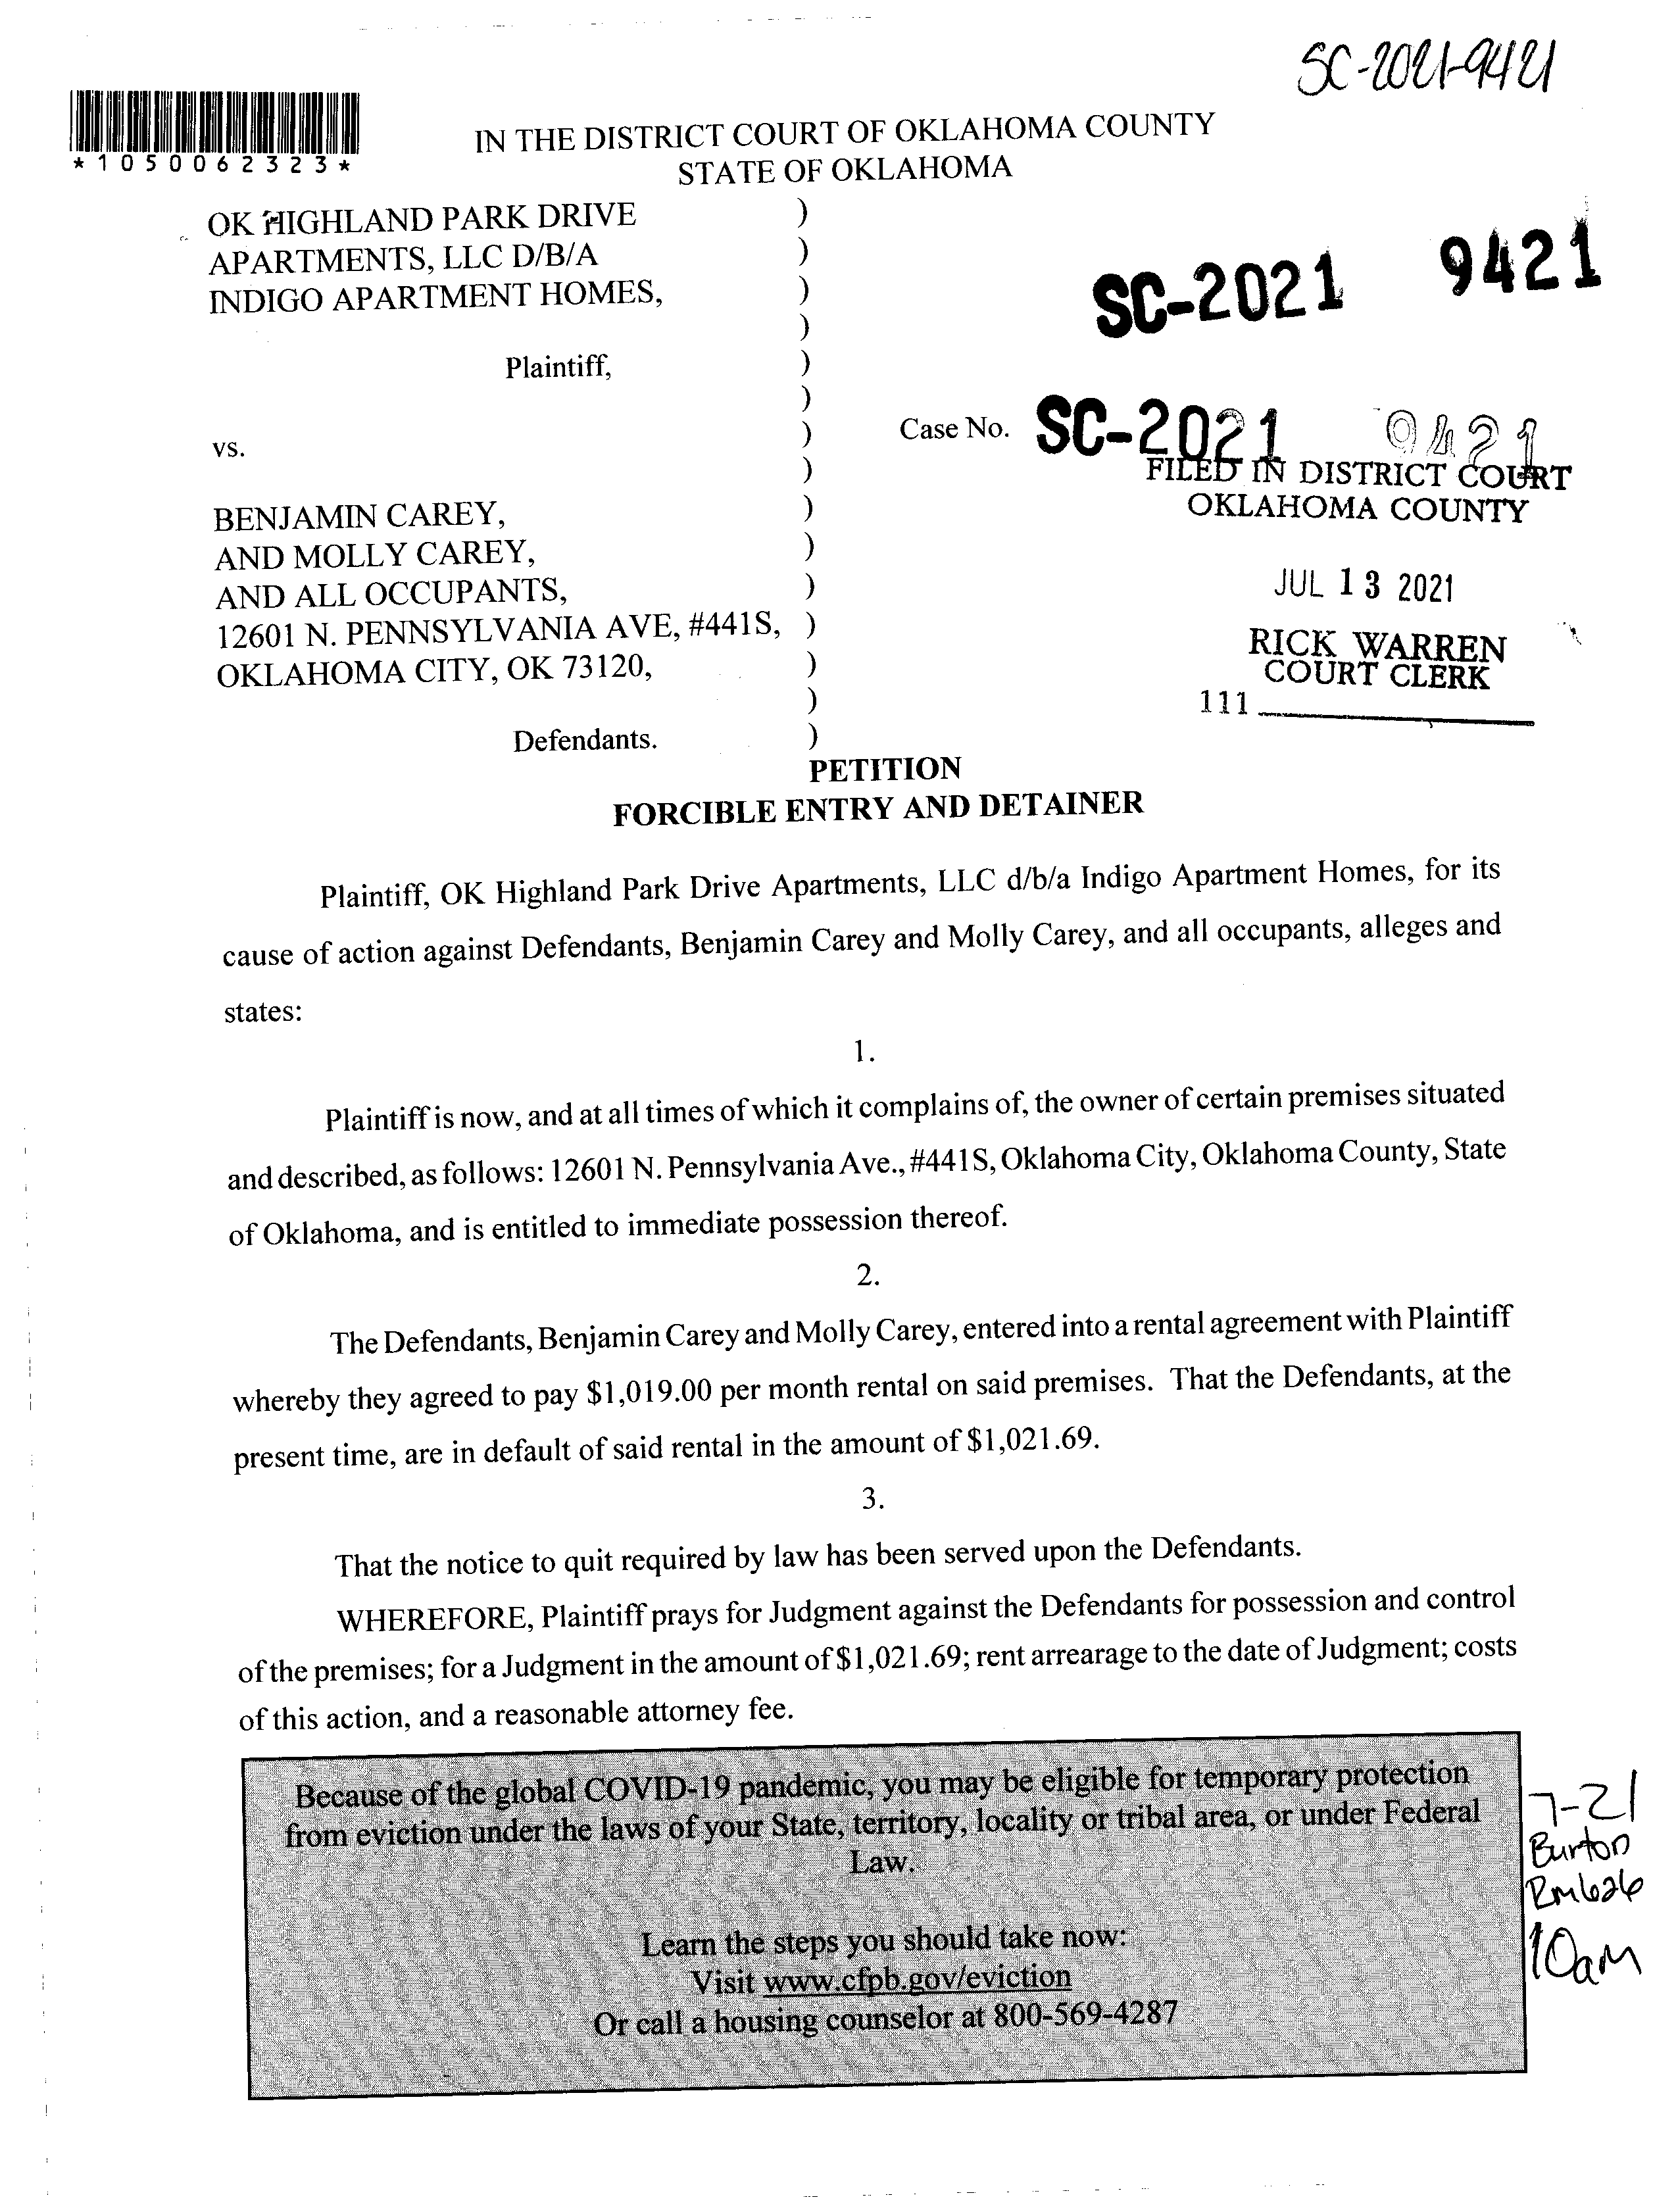 SC-2021-9421
*1050062323*
IN THE DISTRICT COURT OF OKLAHOMA COUNTY
STATE OF OKLAHOMA
OK HIGHLAND PARK DRIVE )
APARTMENTS, LLC D/B/A )
INDIGO APARTMENT HOMES, )
)
Plaintiff, )
)
vs. )
)
BENJAMIN CAREY, )
AND MOLLY CAREY, )
AND ALL OCCUPANTS, )
12601 N. PENNSYLVANIA AVE, #441S, )
OKLAHOMA CITY, OK 73120, )
)
Defendants. )
SC-2021 9421
Case No. SC-2021 9421
FILED IN DISTRICT COURT
OKLAHOMA COUNTY
JUL 13 2021
RICK WARREN
COURT CLERK
111
PETITION
FORCIBLE ENTRY AND DETAINER
Plaintiff, OK Highland Park Drive Apartments, LLC d/b/a Indigo Apartment Homes, for its
cause of action against Defendants, Benjamin Carey and Molly Carey, and all occupants, alleges and
states:
1.
Plaintiff is now, and at all times of which it complains of, the owner of certain premises situated
and described, as follows: 12601 N. Pennsylvania Ave., #441S, Oklahoma City, Oklahoma County, State
of Oklahoma, and is entitled to immediate possession thereof.
2.
The Defendants, Benjamin Carey and Molly Carey, entered into a rental agreement with Plaintiff
whereby they agreed to pay $1,019.00 per month rental on said premises. That the Defendants, at the
present time, are in default of said rental in the amount of $1,021.69.
3.
That the notice to quit required by law has been served upon the Defendants.
WHEREFORE, Plaintiff prays for Judgment against the Defendants for possession and control
of the premises; for a Judgment in the amount of $1,021.69; rent arrearage to the date of Judgment; costs
of this action, and a reasonable attorney fee.
Because of the global COVID-19 pandemic, you may be eligible for temporary protection
from eviction under the laws of your State, territory, locality or tribal area, or under Federal
Law.
Learn the steps you should take now:
Visit www.cfpb.gov/eviction
Or call a housing counselor at 800-569-4287
7-21
Burton
Rm626
10am